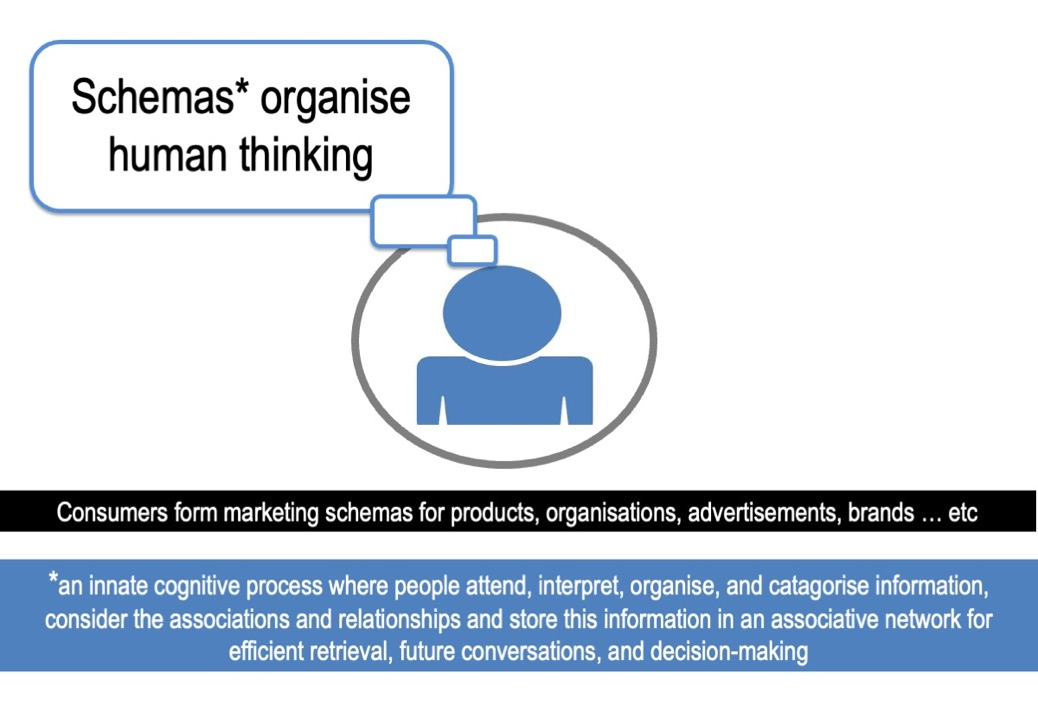 Schemas* organise
human thinking
Consumers form marketing schemas for products, organisations, advertisements, brands … etc
*an innate cognitive process where people attend, interpret, organise, and catagorise information,
consider the associations and relationships and store this information in an associative network for
efficient retrieval, future conversations, and decision-making